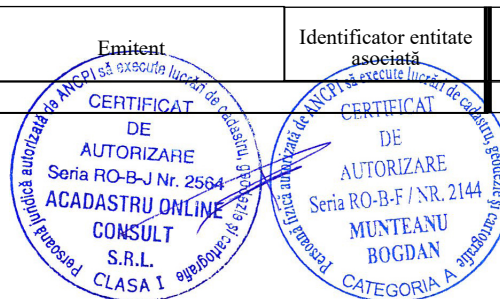 Emitent
Identificator entitate
asociată
Persoană juridică autorizată de ANCPI să execute lucrări de cadastru, geodezie și cartografie
CERTIFICAT
DE
AUTORIZARE
Seria RO-B-J Nr. 2564
ACADASTRU ONLINE
CONSULT
S.R.L.
CLASA I
Persoană fizică autorizată de ANCPI să execute lucrări de cadastru, geodezie și cartografie
CERTIFICAT
DE
AUTORIZARE
Seria RO-B-F / NR. 2144
MUNTEANU
BOGDAN
CATEGORIA A